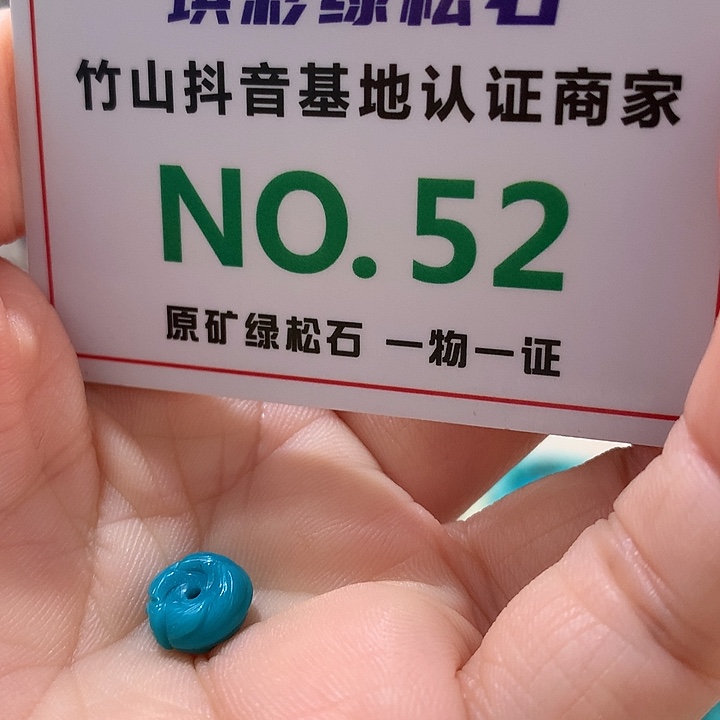 琪彩绿松石
竹山抖音基地认证商家
NO.52
原矿绿松石 一物一证